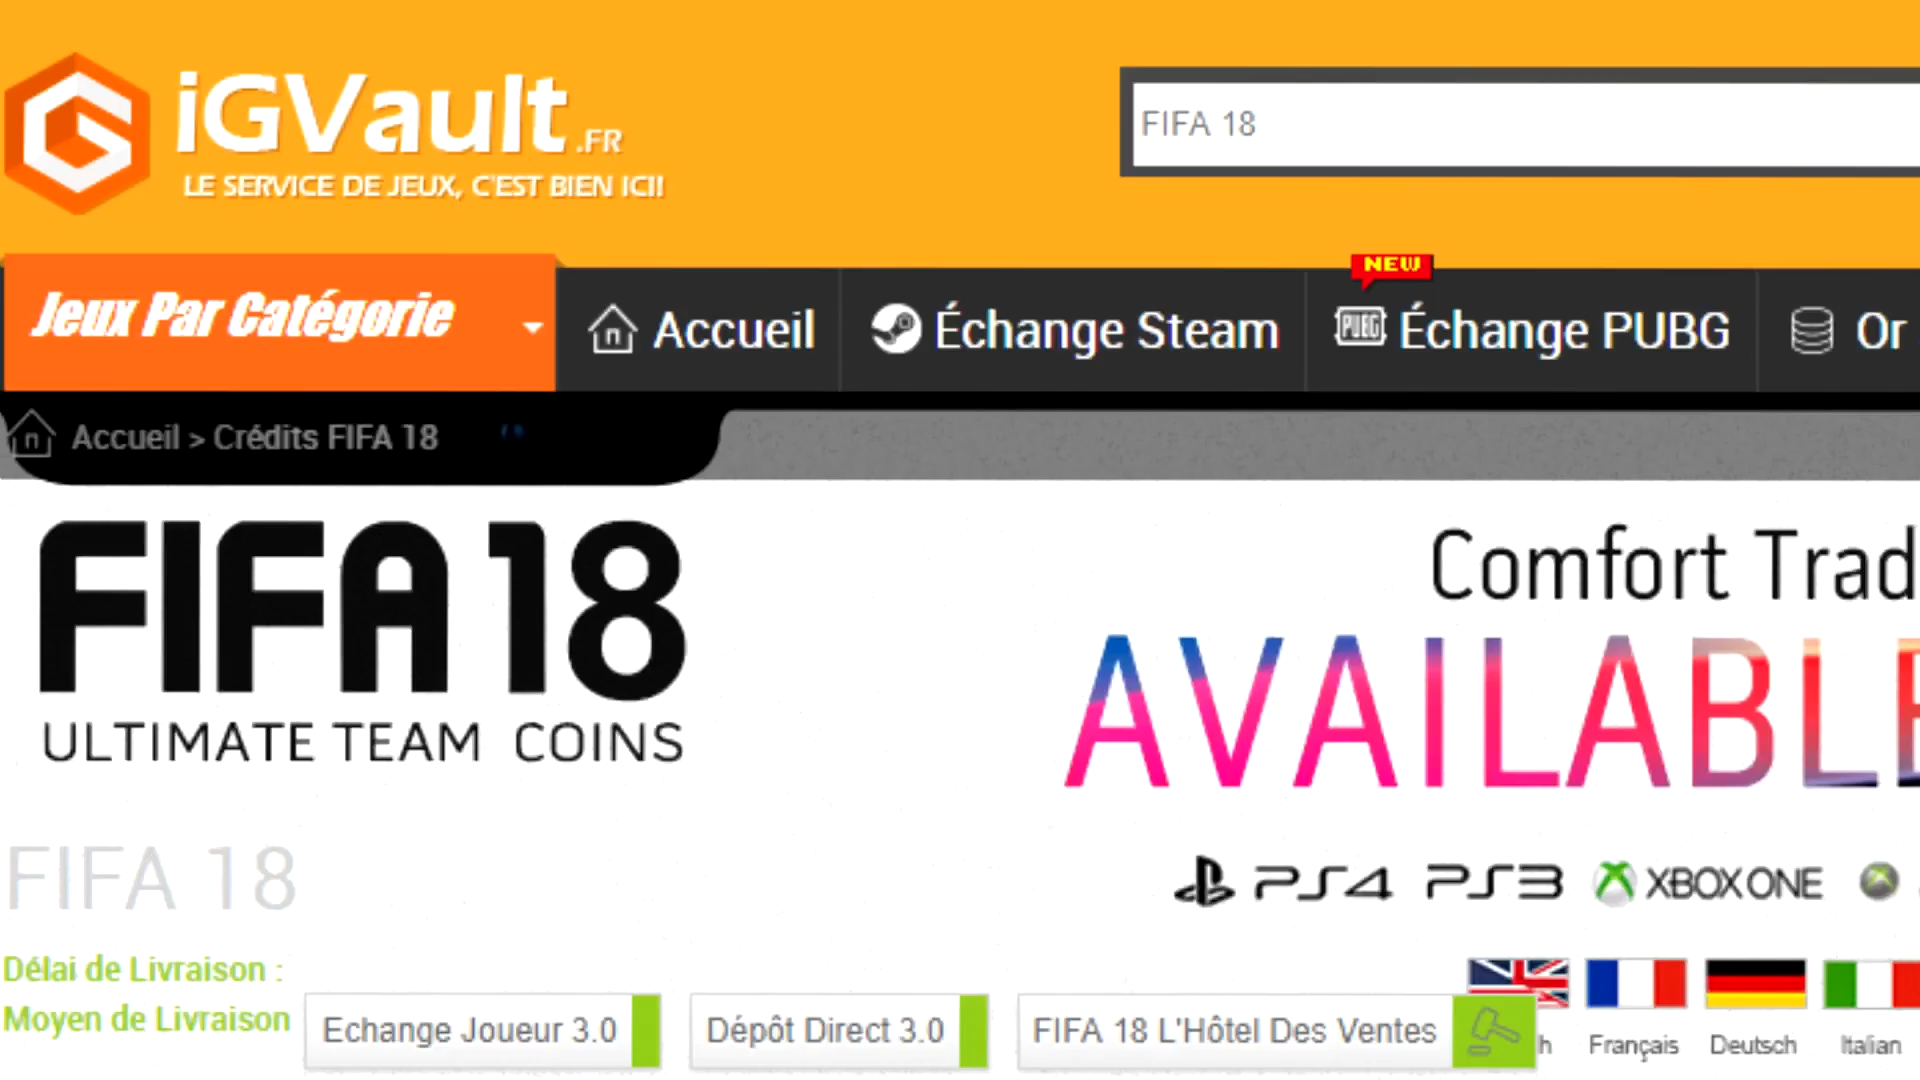 iGVault.FR
LE SERVICE DE JEUX, C'EST BIEN ICI!
FIFA 18
Jeux Par Catégorie
Accueil
Échange Steam
NEW
PUBG
Échange PUBG
Or
Accueil > Crédits FIFA 18
FIFA 18
ULTIMATE TEAM COINS
Comfort Trad
AVAILABLE
PS4 PS3 XBOX ONE
FIFA 18
Délai de Livraison :
Moyen de Livraison
Echange Joueur 3.0
Dépôt Direct 3.0
FIFA 18 L'Hôtel Des Ventes
h
Français
Deutsch
Italian